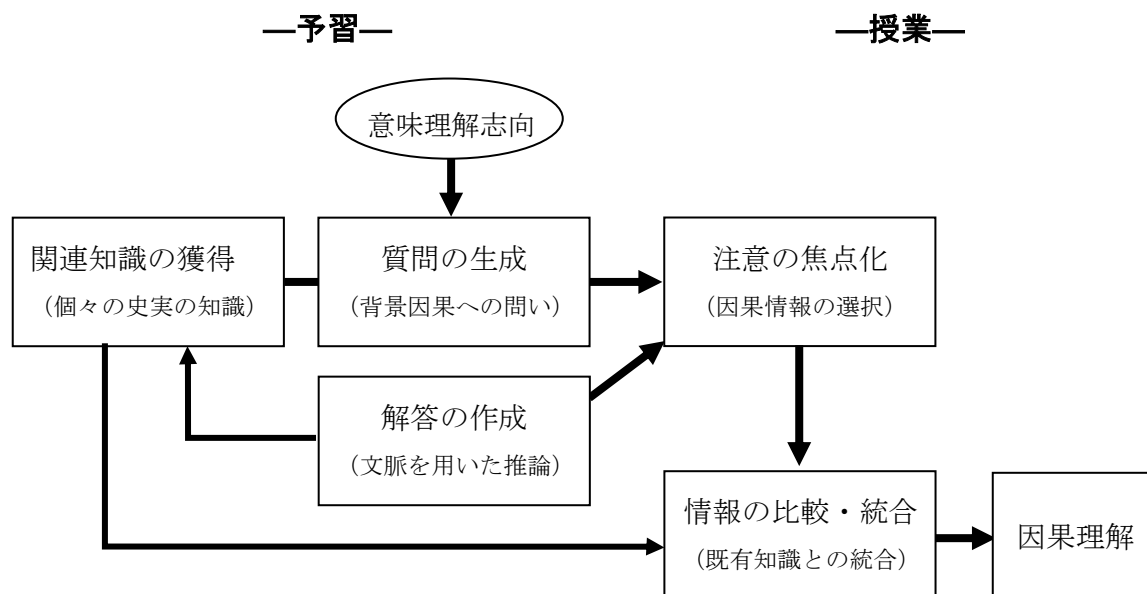 ―予習―
―授業―
意味理解志向
関連知識の獲得
（個々の史実の知識）
質問の生成
（背景因果への問い）
注意の焦点化
（因果情報の選択）
解答の作成
（文脈を用いた推論）
情報の比較・統合
（既有知識との統合）
因果理解